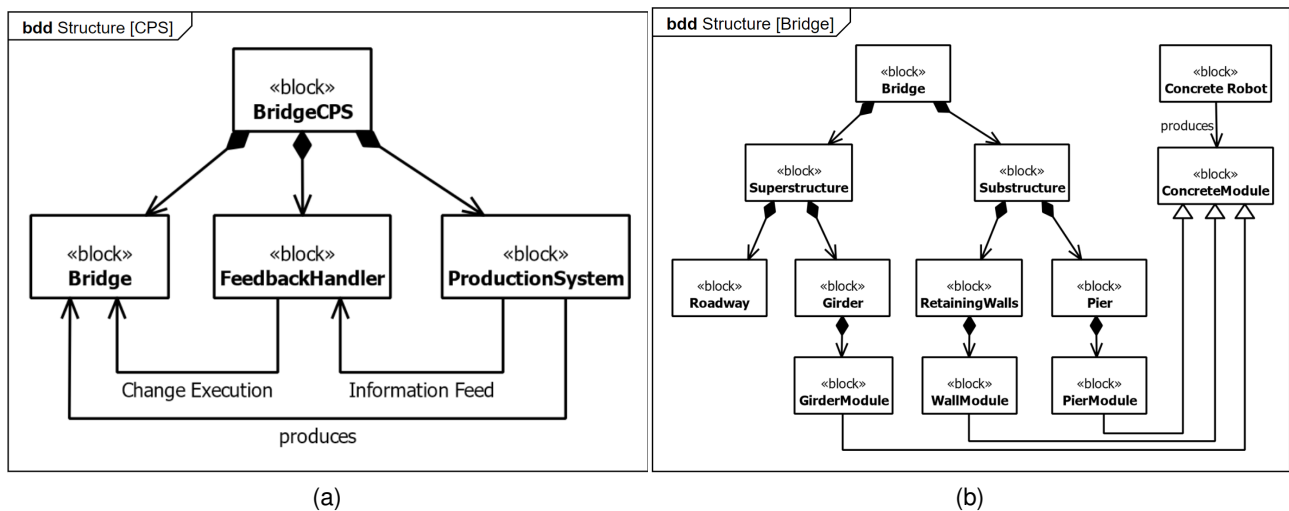 bdd Structure [CPS]
«block»
BridgeCPS
«block»
Bridge
«block»
FeedbackHandler
«block»
ProductionSystem
Change Execution
Information Feed
produces
(a)
bdd Structure [Bridge]
«block»
Bridge
«block»
Concrete Robot
produces
«block»
Superstructure
«block»
Substructure
«block»
ConcreteModule
«block»
Roadway
«block»
Girder
«block»
RetainingWalls
«block»
Pier
«block»
GirderModule
«block»
WallModule
«block»
PierModule
(b)